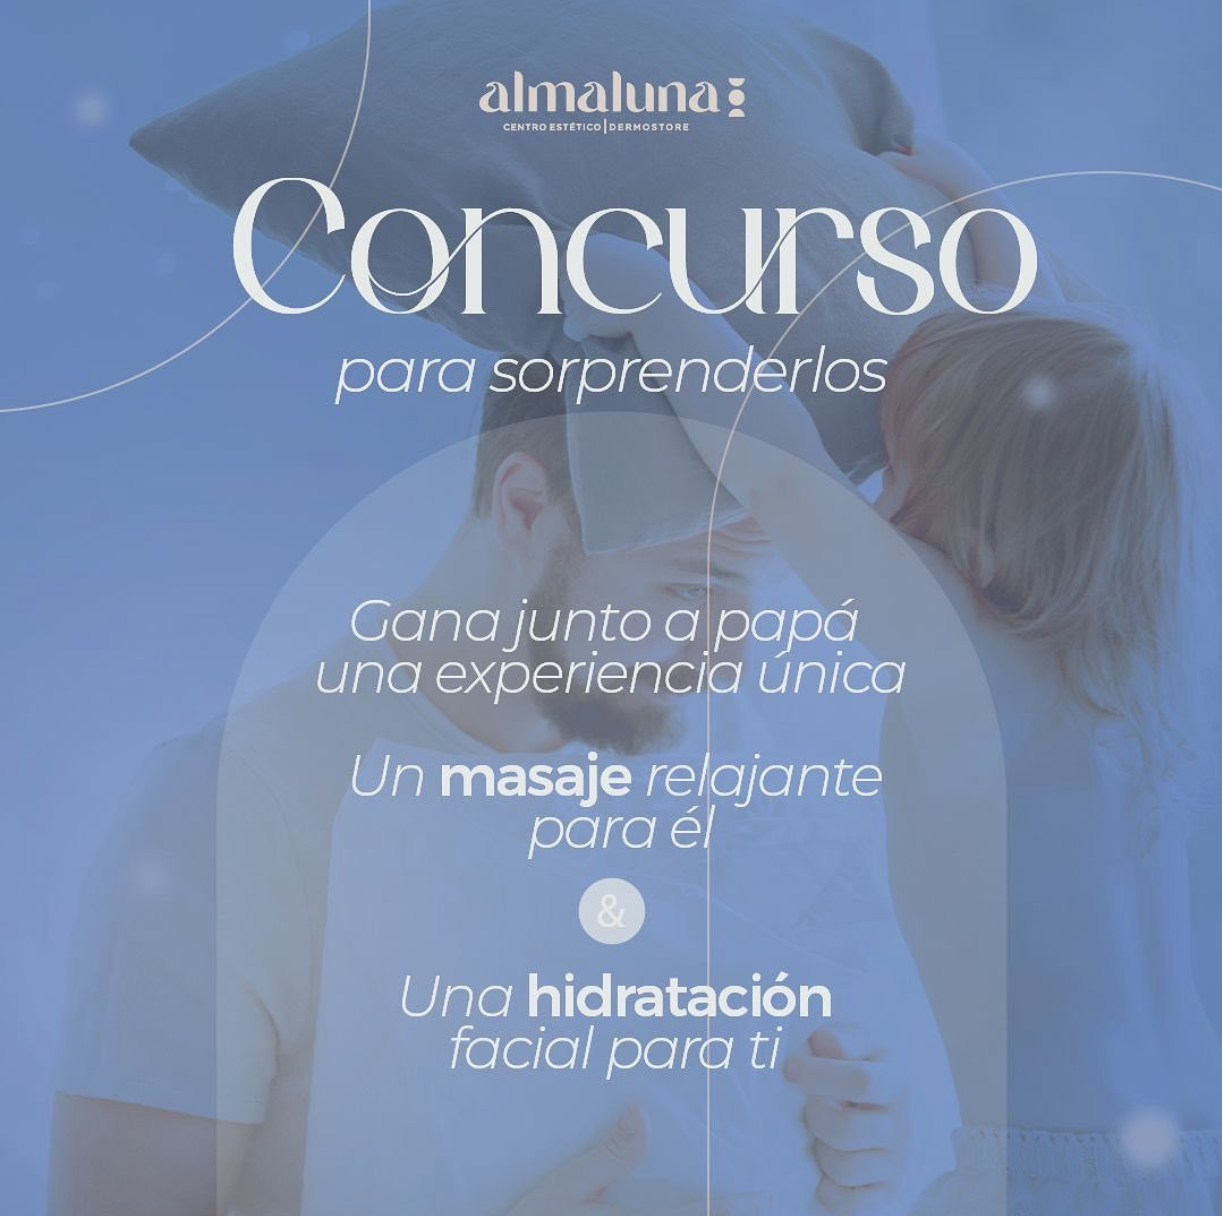 almaluna
CENTRO ESTÉTICO|DERMOSTORE
Concurso
para sorprenderlos
Gana junto a papá
una experiencia única
Un masaje relajante
para él
&
Una hidratación
facial para ti